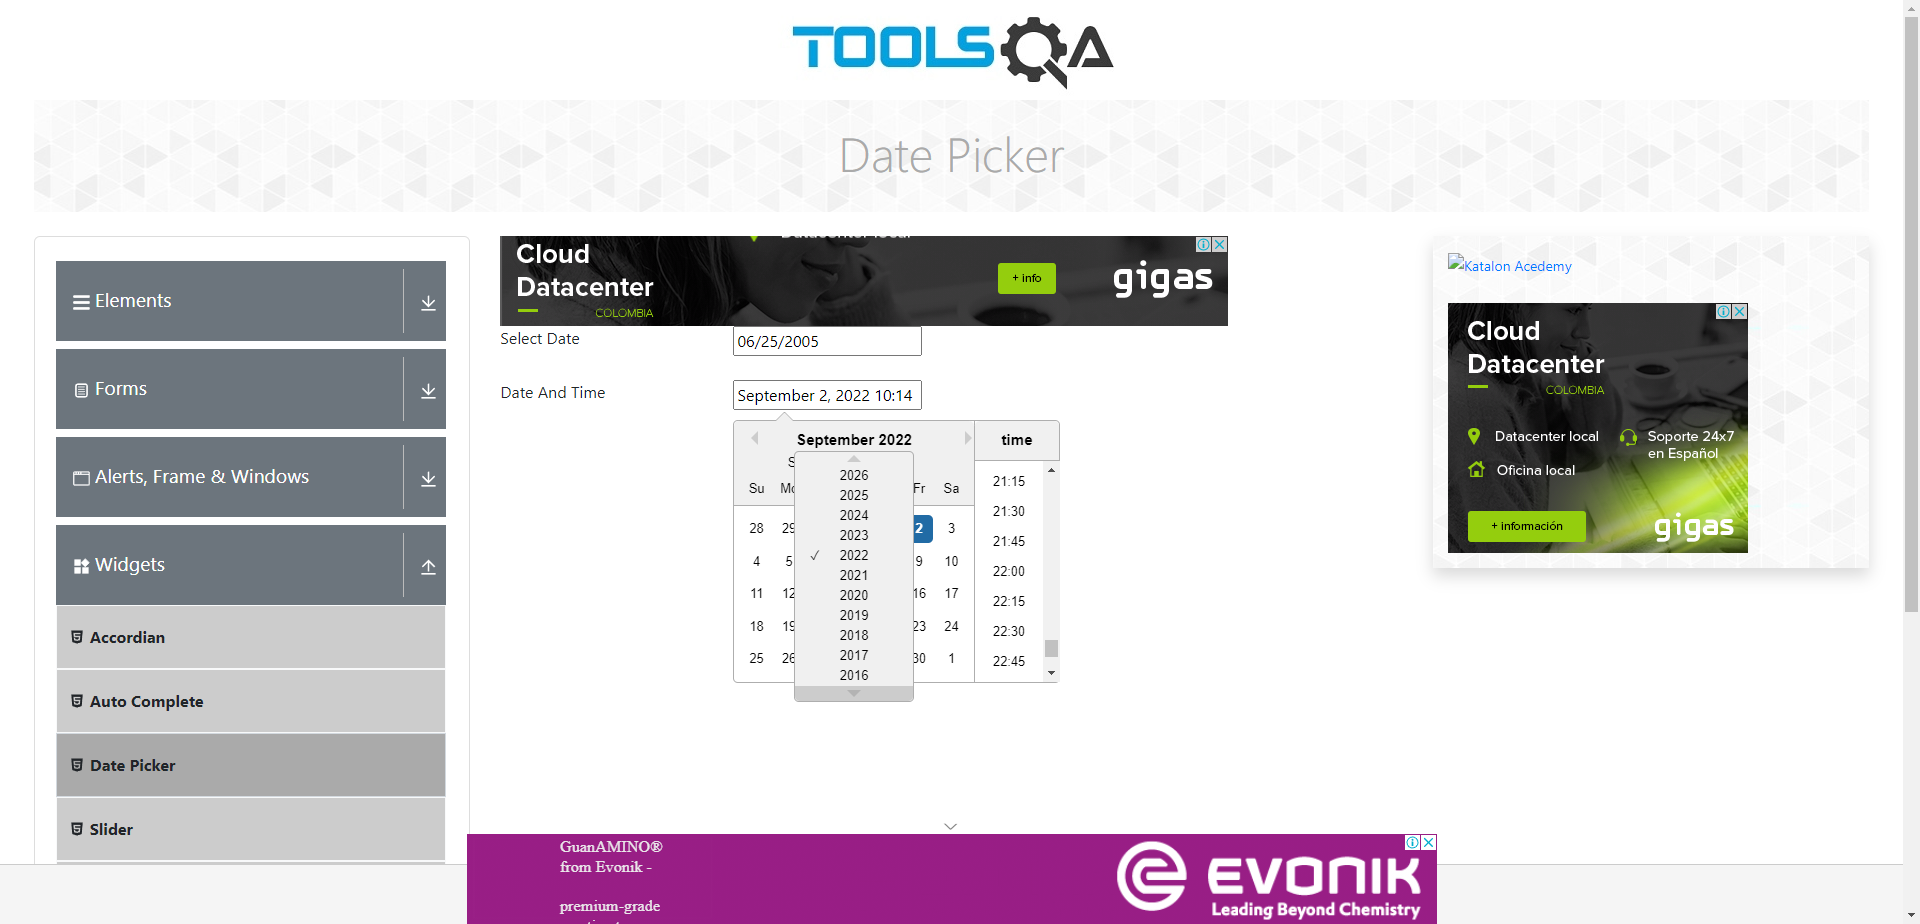 TOOLSQA
Date Picker
Elements
Forms
Alerts, Frame & Windows
Widgets
Accordian
Auto Complete
Date Picker
Slider
Cloud
Datacenter
COLOMBIA
Datacenter local
+ info
gigas
Select Date
06/25/2005
Date And Time
September 2, 2022 10:14
September 2022
time
Su Mo Fr Sa
28 29 2 3
4 5 9 10
11 12 16 17
18 19 23 24
25 26 30 1
2026
2025
2024
2023
✓ 2022
2021
2020
2019
2018
2017
2016
21:15
21:30
21:45
22:00
22:15
22:30
22:45
Katalon Acedemy
Cloud
Datacenter
COLOMBIA
Datacenter local
Soporte 24x7
en Español
Oficina local
+ información
gigas
GuanAMINO®
from Evonik -
premium-grade
EVONIK
Leading Beyond Chemistry